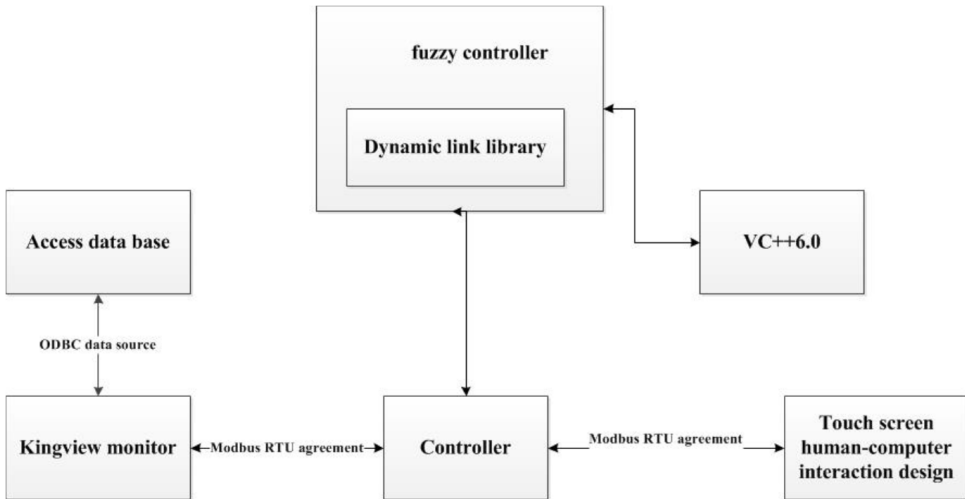 fuzzy controller
Dynamic link library
Access data base
VC++6.0
ODBC data source
Kingview monitor
Modbus RTU agreement
Controller
Modbus RTU agreement
Touch screen
human-computer
interaction design